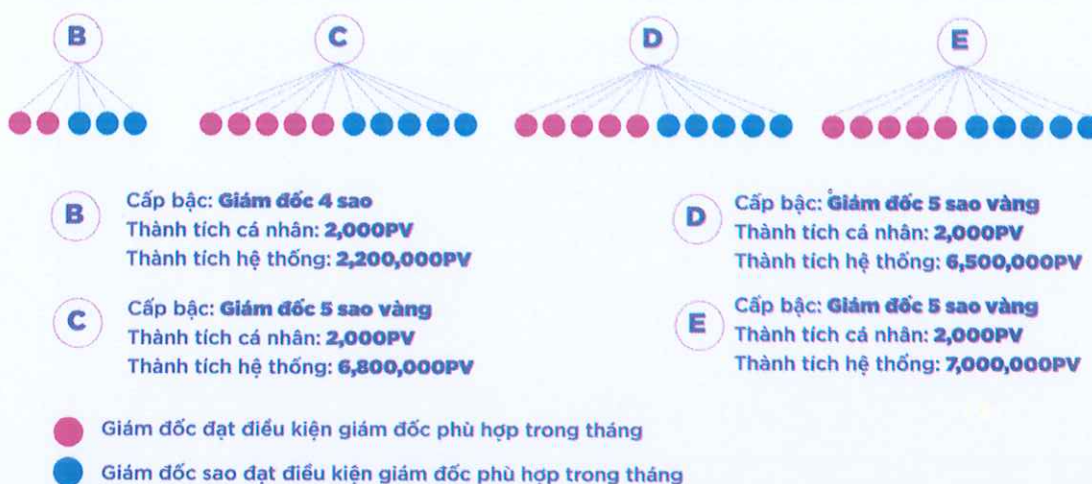 B
C
D
E
B
Cấp bậc: Giám đốc 4 sao
Thành tích cá nhân: 2,000PV
Thành tích hệ thống: 2,200,000PV
C
Cấp bậc: Giám đốc 5 sao vàng
Thành tích cá nhân: 2,000PV
Thành tích hệ thống: 6,800,000PV
D
Cấp bậc: Giám đốc 5 sao vàng
Thành tích cá nhân: 2,000PV
Thành tích hệ thống: 6,500,000PV
E
Cấp bậc: Giám đốc 5 sao vàng
Thành tích cá nhân: 2,000PV
Thành tích hệ thống: 7,000,000PV
Giám đốc đạt điều kiện giám đốc phù hợp trong tháng
Giám đốc sao đạt điều kiện giám đốc phù hợp trong tháng